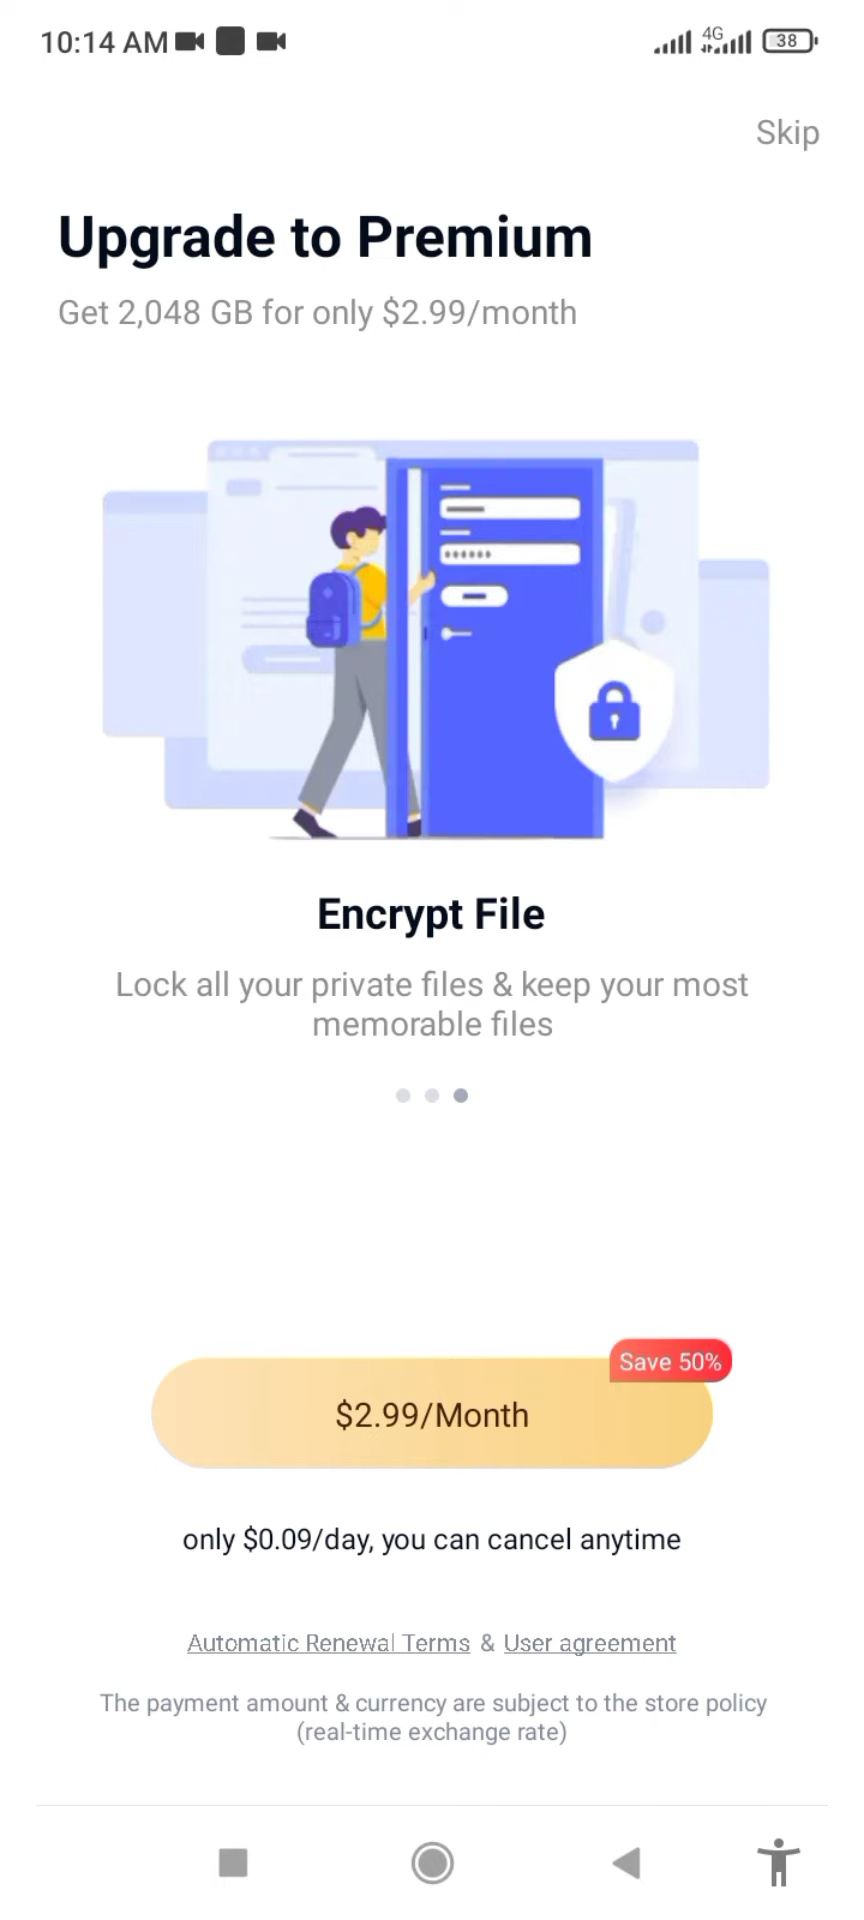 10:14 AM
4G
38
Skip
Upgrade to Premium
Get 2,048 GB for only $2.99/month
Encrypt File
Lock all your private files & keep your most
memorable files
Save 50%
$2.99/Month
only $0.09/day, you can cancel anytime
Automatic Renewal Terms & User agreement
The payment amount & currency are subject to the store policy
(real-time exchange rate)